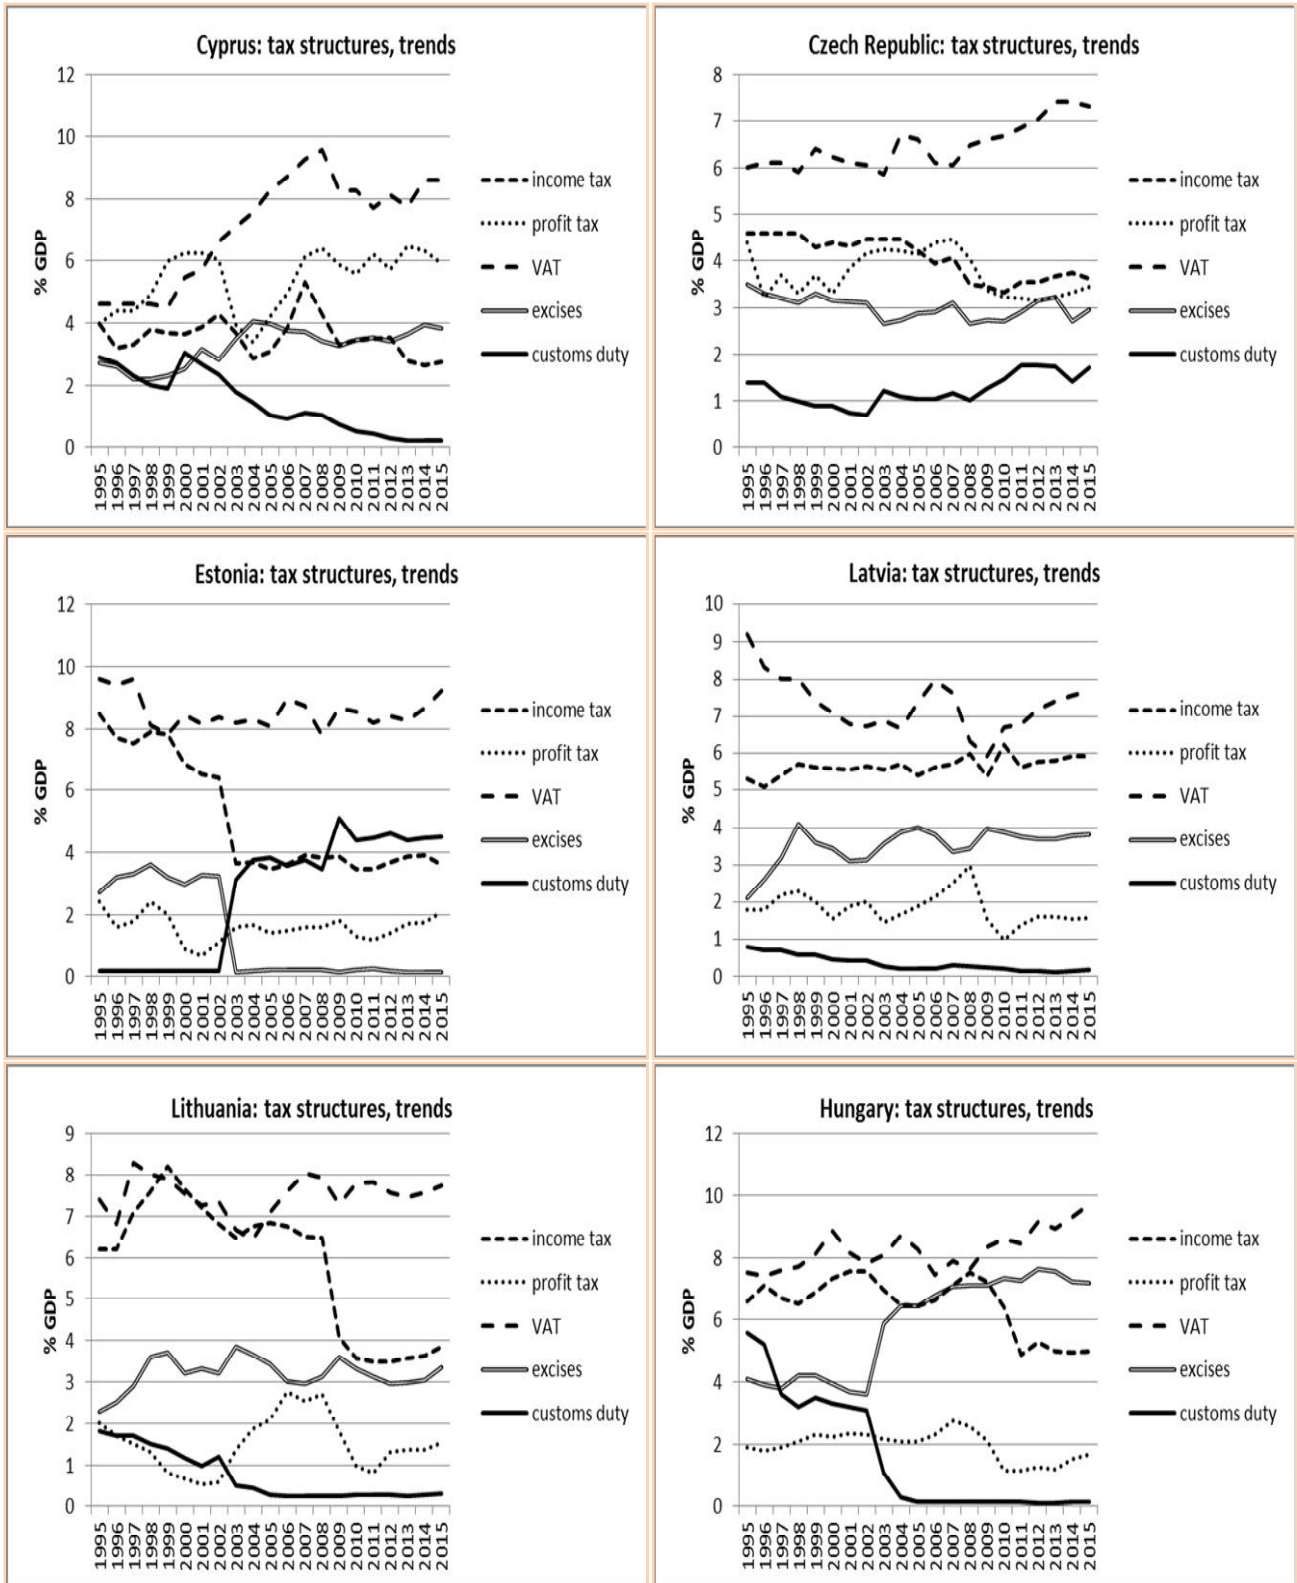 Cyprus: tax structures, trends
12
10
8
6
4
2
0
% GDP
1995 1996 1997 1998 1999 2000 2001 2002 2003 2004 2005 2006 2007 2008 2009 2010 2011 2012 2013 2014 2015
income tax
profit tax
VAT
excises
customs duty
Czech Republic: tax structures, trends
8
7
6
5
4
3
2
1
0
% GDP
1995 1996 1997 1998 1999 2000 2001 2002 2003 2004 2005 2006 2007 2008 2009 2010 2011 2012 2013 2014 2015
income tax
profit tax
VAT
excises
customs duty
Estonia: tax structures, trends
12
10
8
6
4
2
0
% GDP
1995 1996 1997 1998 1999 2000 2001 2002 2003 2004 2005 2006 2007 2008 2009 2010 2011 2012 2013 2014 2015
income tax
profit tax
VAT
excises
customs duty
Latvia: tax structures, trends
10
9
8
7
6
5
4
3
2
1
0
% GDP
1995 1996 1997 1998 1999 2000 2001 2002 2003 2004 2005 2006 2007 2008 2009 2010 2011 2012 2013 2014 2015
income tax
profit tax
VAT
excises
customs duty
Lithuania: tax structures, trends
9
8
7
6
5
4
3
2
1
0
% GDP
1995 1996 1997 1998 1999 2000 2001 2002 2003 2004 2005 2006 2007 2008 2009 2010 2011 2012 2013 2014 2015
income tax
profit tax
VAT
excises
customs duty
Hungary: tax structures, trends
12
10
8
6
4
2
0
% GDP
1995 1996 1997 1998 1999 2000 2001 2002 2003 2004 2005 2006 2007 2008 2009 2010 2011 2012 2013 2014 2015
income tax
profit tax
VAT
excises
customs duty